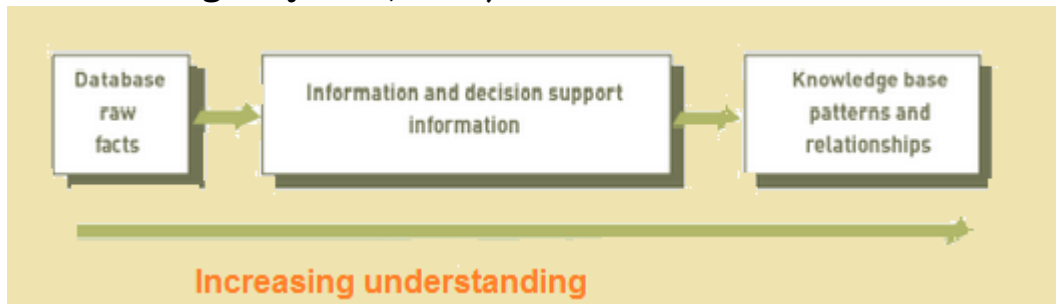 Database
raw
facts
Information and decision support
information
Knowledge base
patterns and
relationships
Increasing understanding